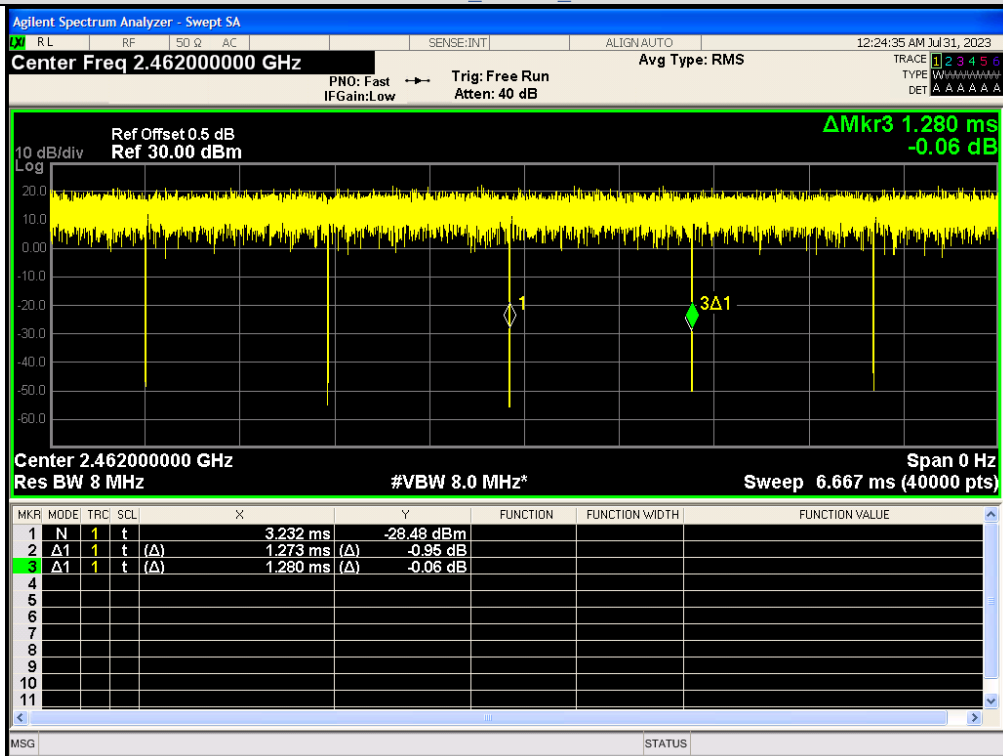 Agilent Spectrum Analyzer - Swept SA
LXI RL RF 50 Ω AC SENSE:INT ALIGNAUTO 12:24:35 AM Jul 31, 2023
Center Freq 2.462000000 GHz Avg Type: RMS TRACE 1 2 3 4 5 6
PNO: Fast Trig: Free Run TYPE W
IFGain:Low Atten: 40 dB DET A A A A A A
ΔMkr3 1.280 ms
-0.06 dB
Ref Offset 0.5 dB
10 dB/div Ref 30.00 dBm
Log
20.0
10.0
0.00
-10.0
-20.0
-30.0
-40.0
-50.0
-60.0
1
3Δ1
Center 2.462000000 GHz Span 0 Hz
Res BW 8 MHz #VBW 8.0 MHz* Sweep 6.667 ms (40000 pts)
MKR MODE TRC SCL X Y FUNCTION FUNCTION WIDTH FUNCTION VALUE
1 N 1 t 3.232 ms -28.48 dBm
2 Δ1 1 t (Δ) 1.273 ms (Δ) -0.95 dB
3 Δ1 1 t (Δ) 1.280 ms (Δ) -0.06 dB
4
5
6
7
8
9
10
11
MSG STATUS